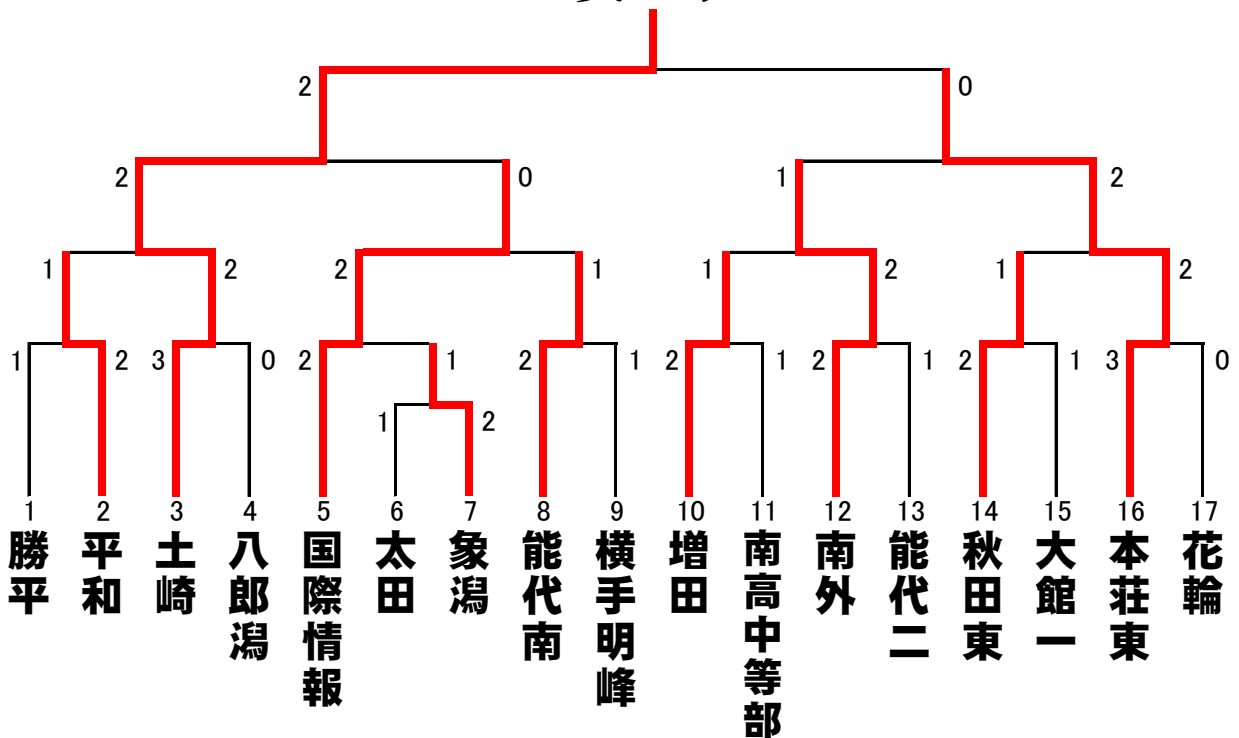 2 0
2 0 1 2
1 2 2 1 1 2 1 2
1 2 3 0 2 1 2 1 2 1 2 1 2 1 3 0
1 2
1 2 3 4 5 6 7 8 9 10 11 12 13 14 15 16 17
勝平
平和
土崎
八郎潟
国際情報
太田
象潟
能代南
横手明峰
増田
南高中等部
南外
能代二
秋田東
大館一
本荘東
花輪